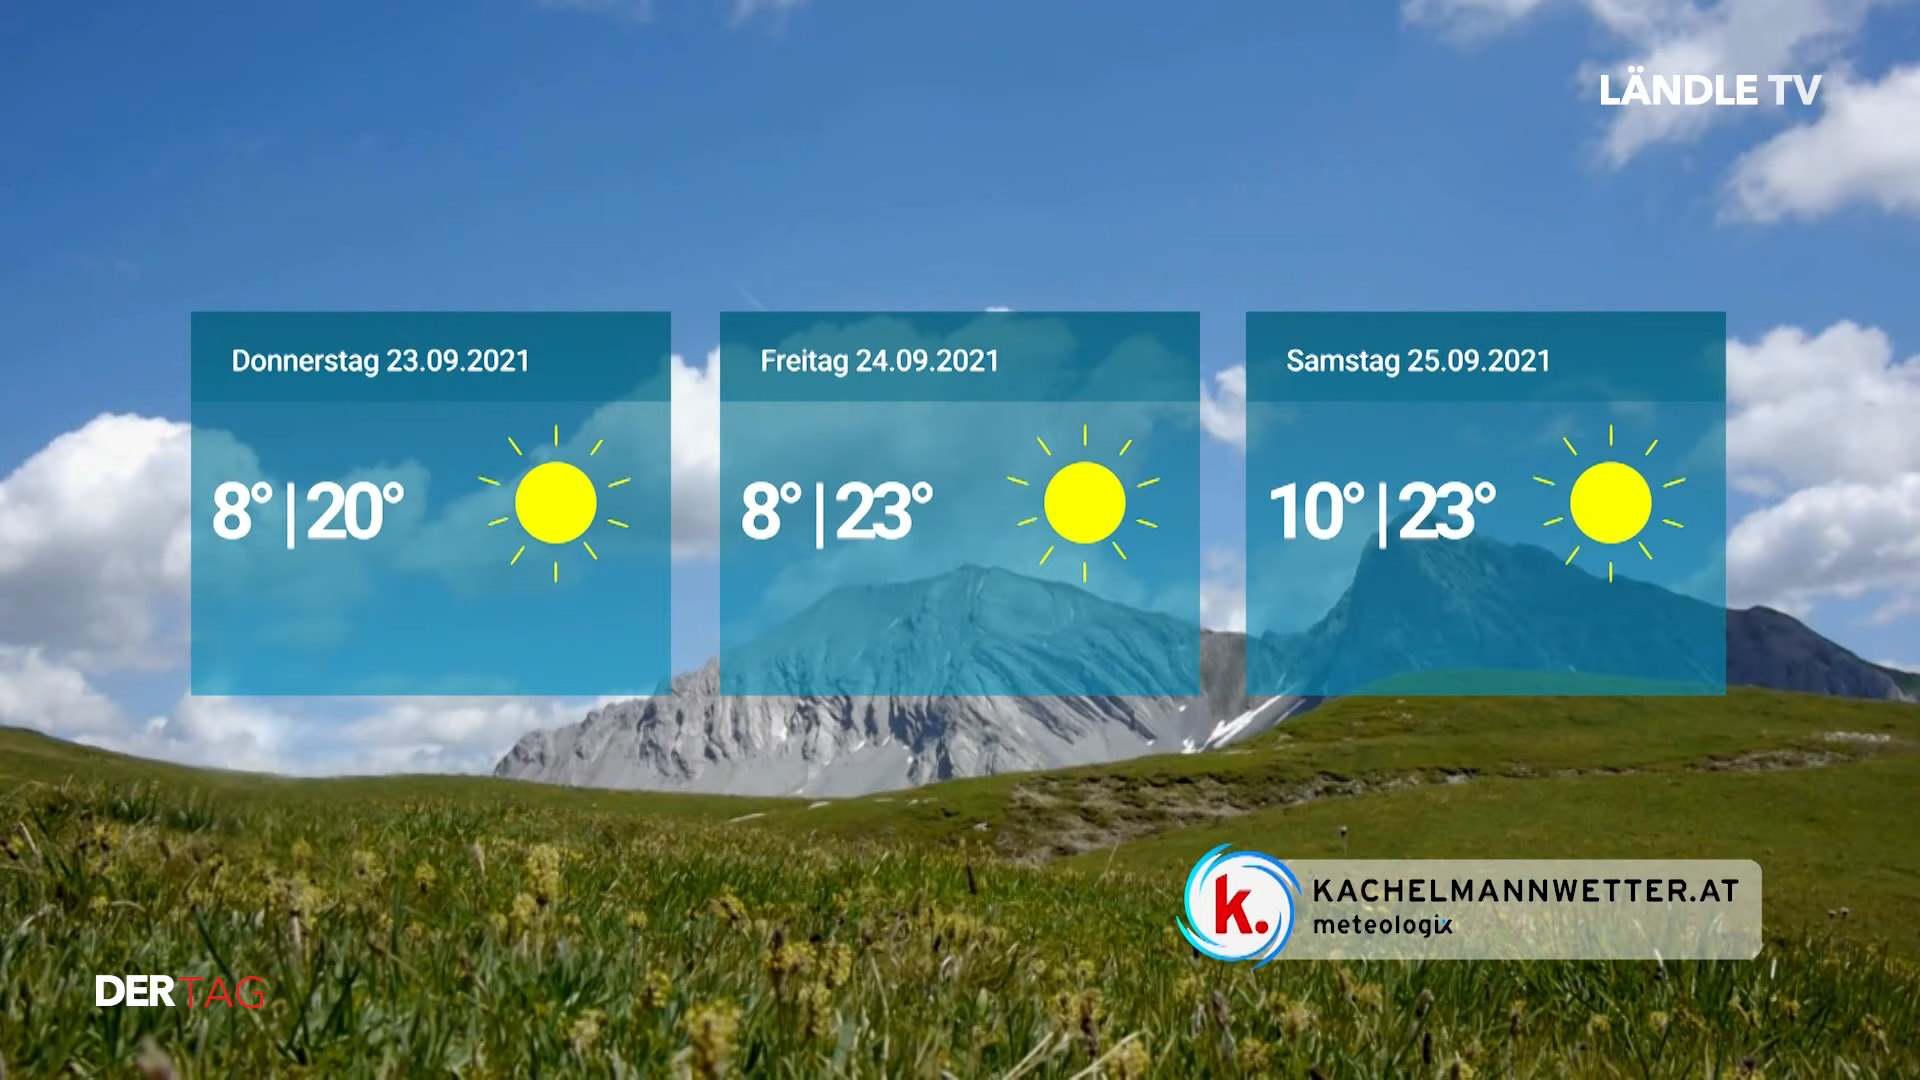 LÄNDLE TV
Donnerstag 23.09.2021
8°|20°
Freitag 24.09.2021
8°|23°
Samstag 25.09.2021
10°|23°
k.
KACHELMANNWETTER.AT
meteologix
DERTAG